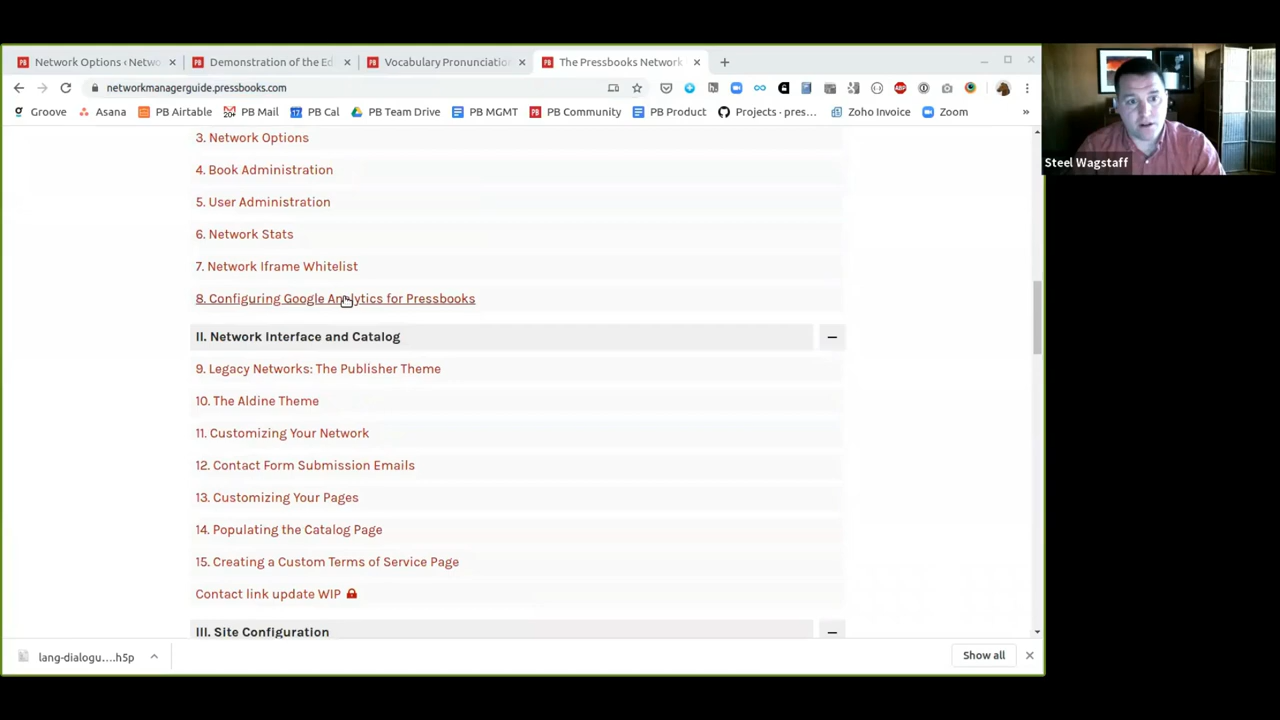 Network Options ‹ Netwo
Demonstration of the Ed
Vocabulary Pronunciatio
The Pressbooks Network
networkmanagerguide.pressbooks.com
Groove
Asana
PB Airtable
PB Mail
PB Cal
PB Team Drive
PB MGMT
PB Community
PB Product
Projects · pres…
Zoho Invoice
Zoom
»
Steel Wagstaff
3. Network Options
4. Book Administration
5. User Administration
6. Network Stats
7. Network Iframe Whitelist
8. Configuring Google Analytics for Pressbooks
II. Network Interface and Catalog
9. Legacy Networks: The Publisher Theme
10. The Aldine Theme
11. Customizing Your Network
12. Contact Form Submission Emails
13. Customizing Your Pages
14. Populating the Catalog Page
15. Creating a Custom Terms of Service Page
Contact link update WIP
III. Site Configuration
lang-dialogu....h5p
Show all